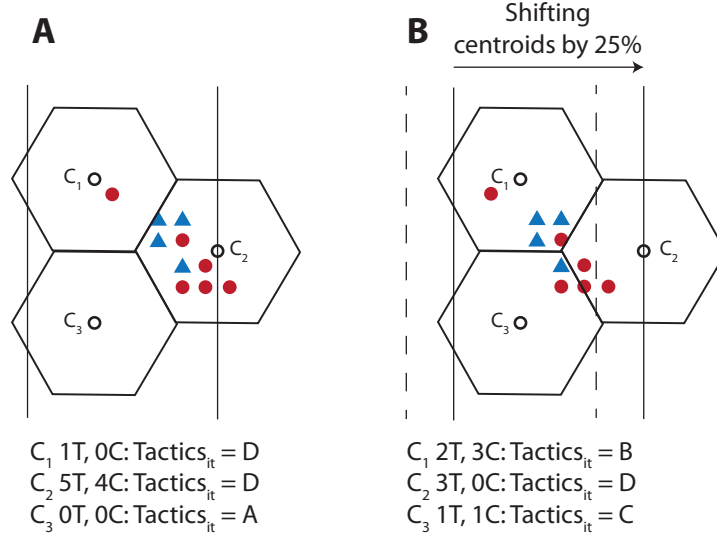 A
B
Shifting
centroids by 25%
C1
C2
C3
C1
C2
C3
C1 1T, 0C: Tacticsit = D
C2 5T, 4C: Tacticsit = D
C3 0T, 0C: Tacticsit = A
C1 2T, 3C: Tacticsit = B
C2 3T, 0C: Tacticsit = D
C3 1T, 1C: Tacticsit = C